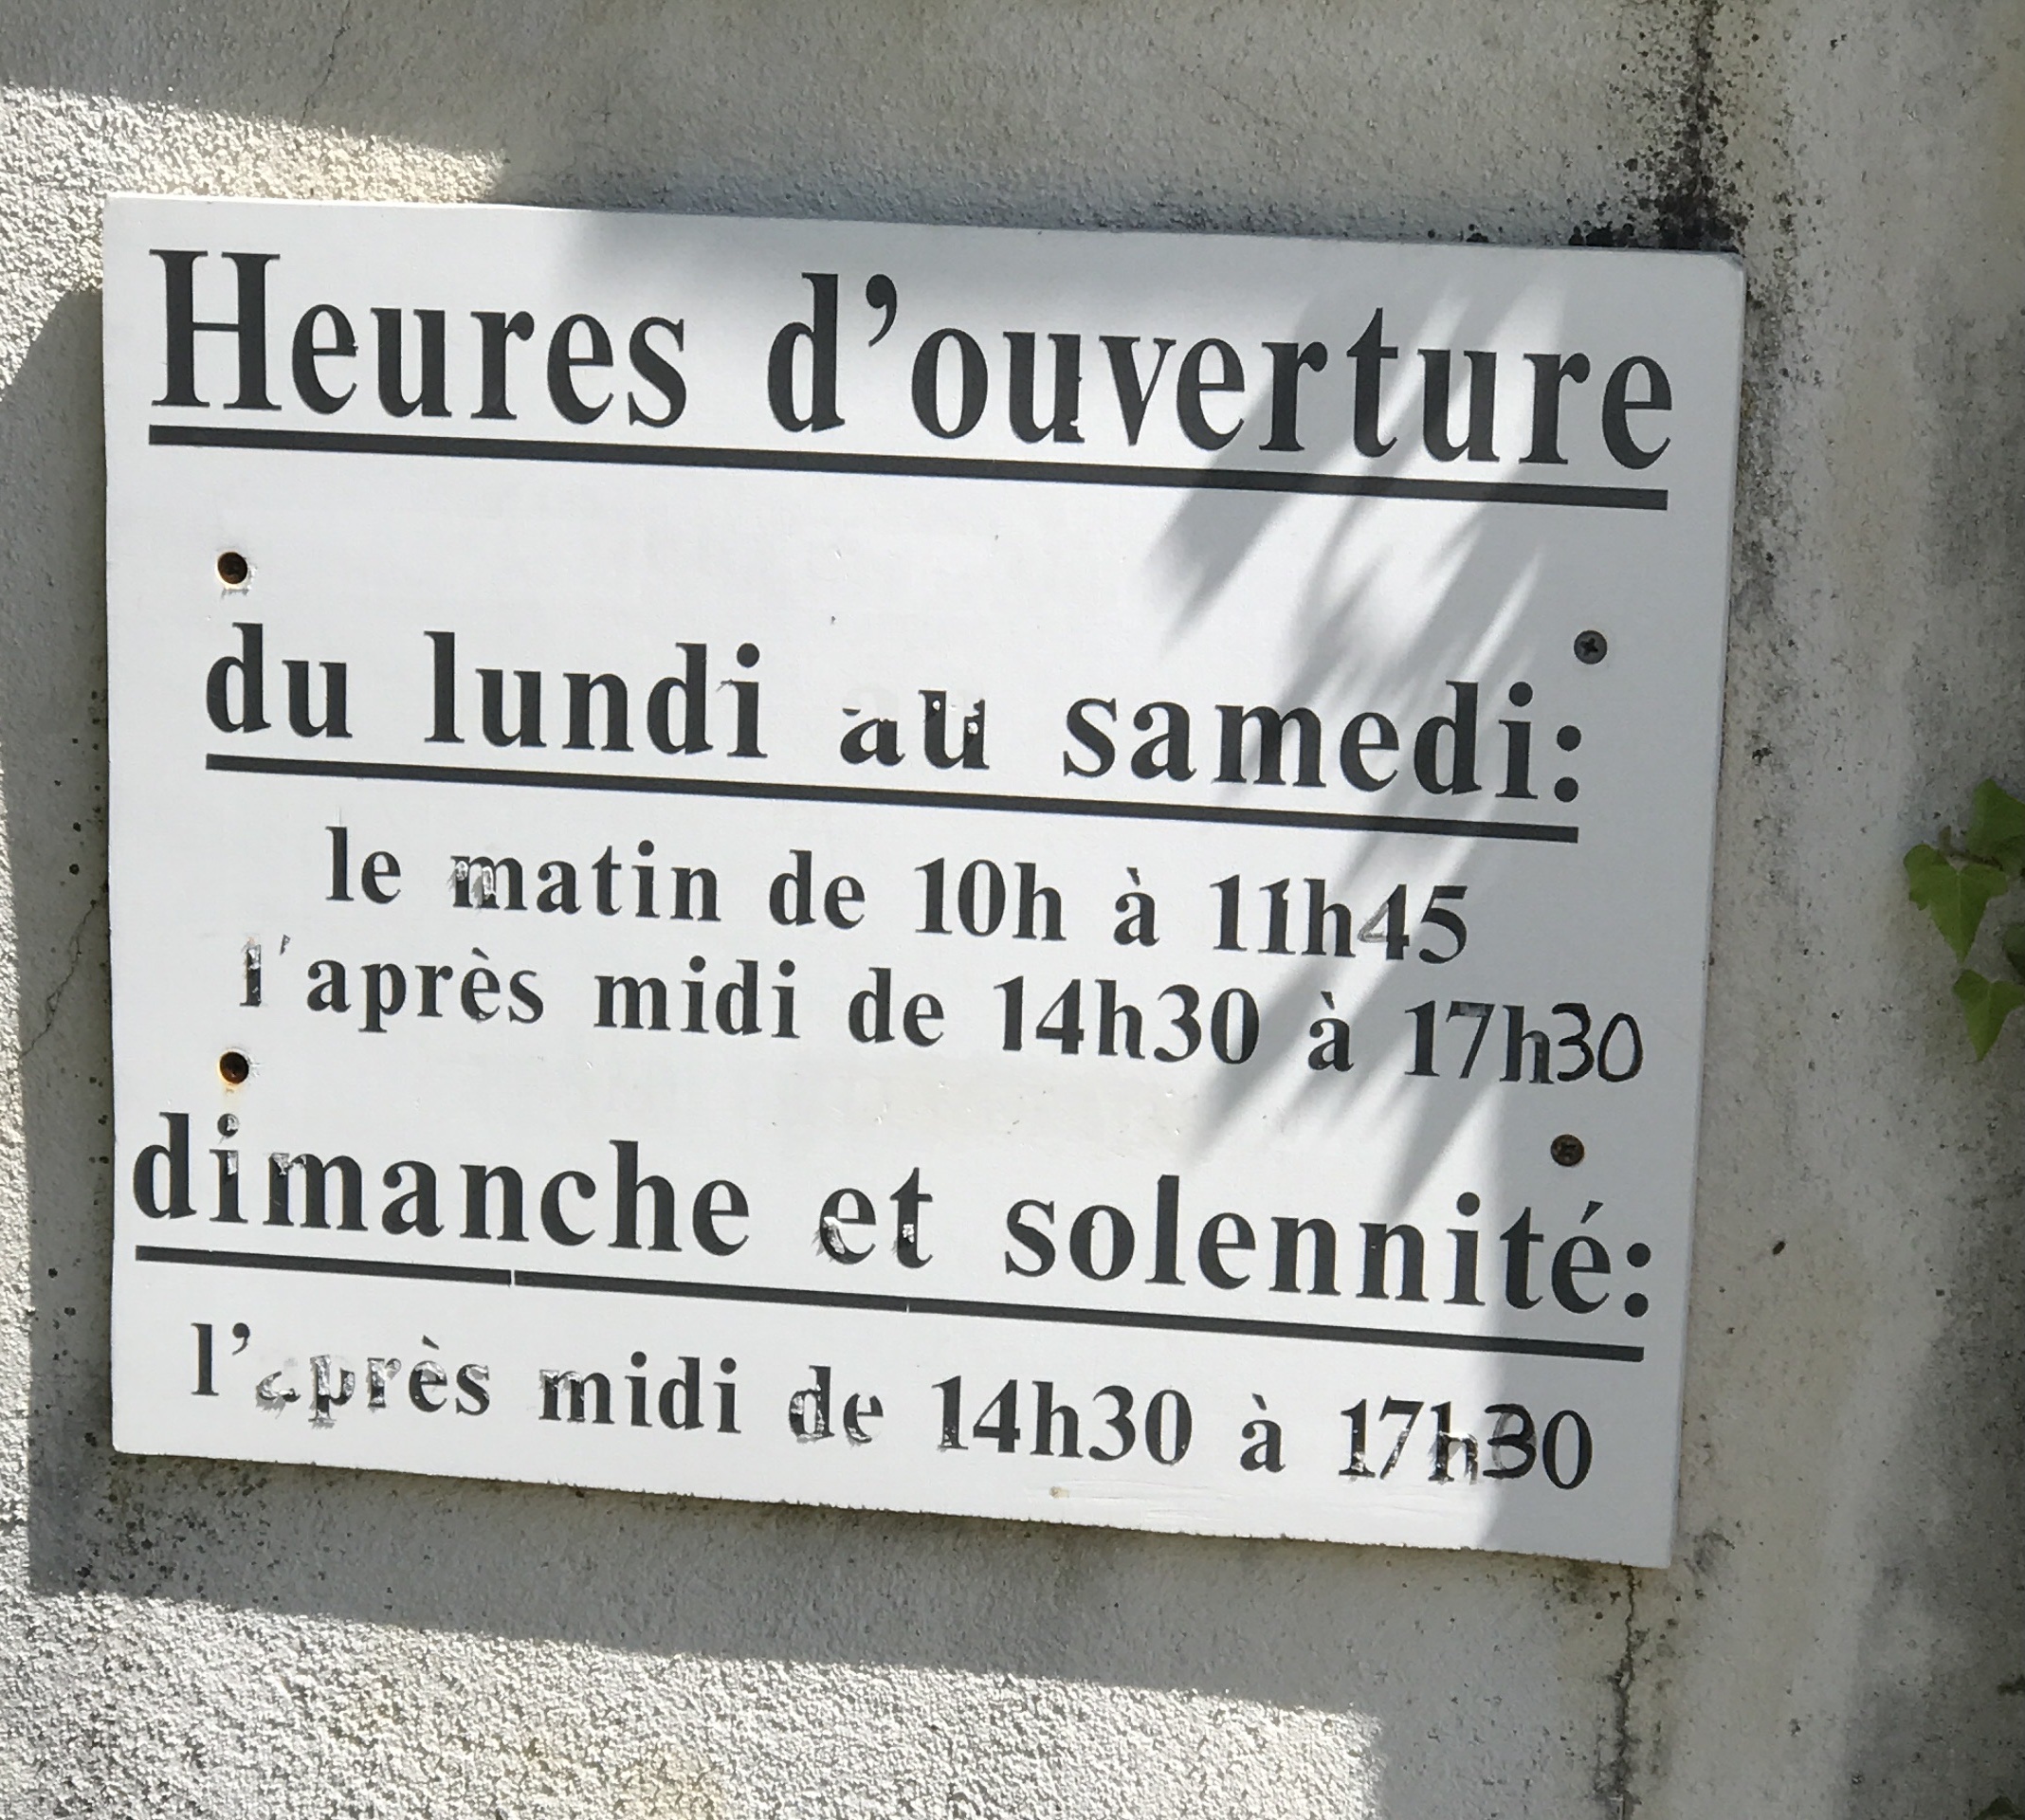 Heures d’ouverture
du lundi au samedi:
le matin de 10h à 11h45
l'après midi de 14h30 à 17h30
dimanche et solennité:
l’après midi de 14h30 à 17h30